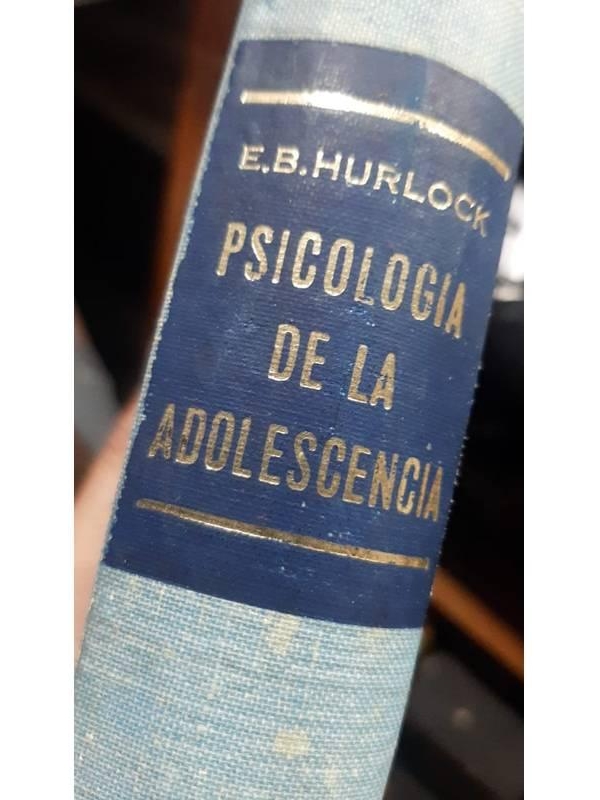 E.B.HURLOCK
PSICOLOGIA
DE LA
ADOLESCENCIA